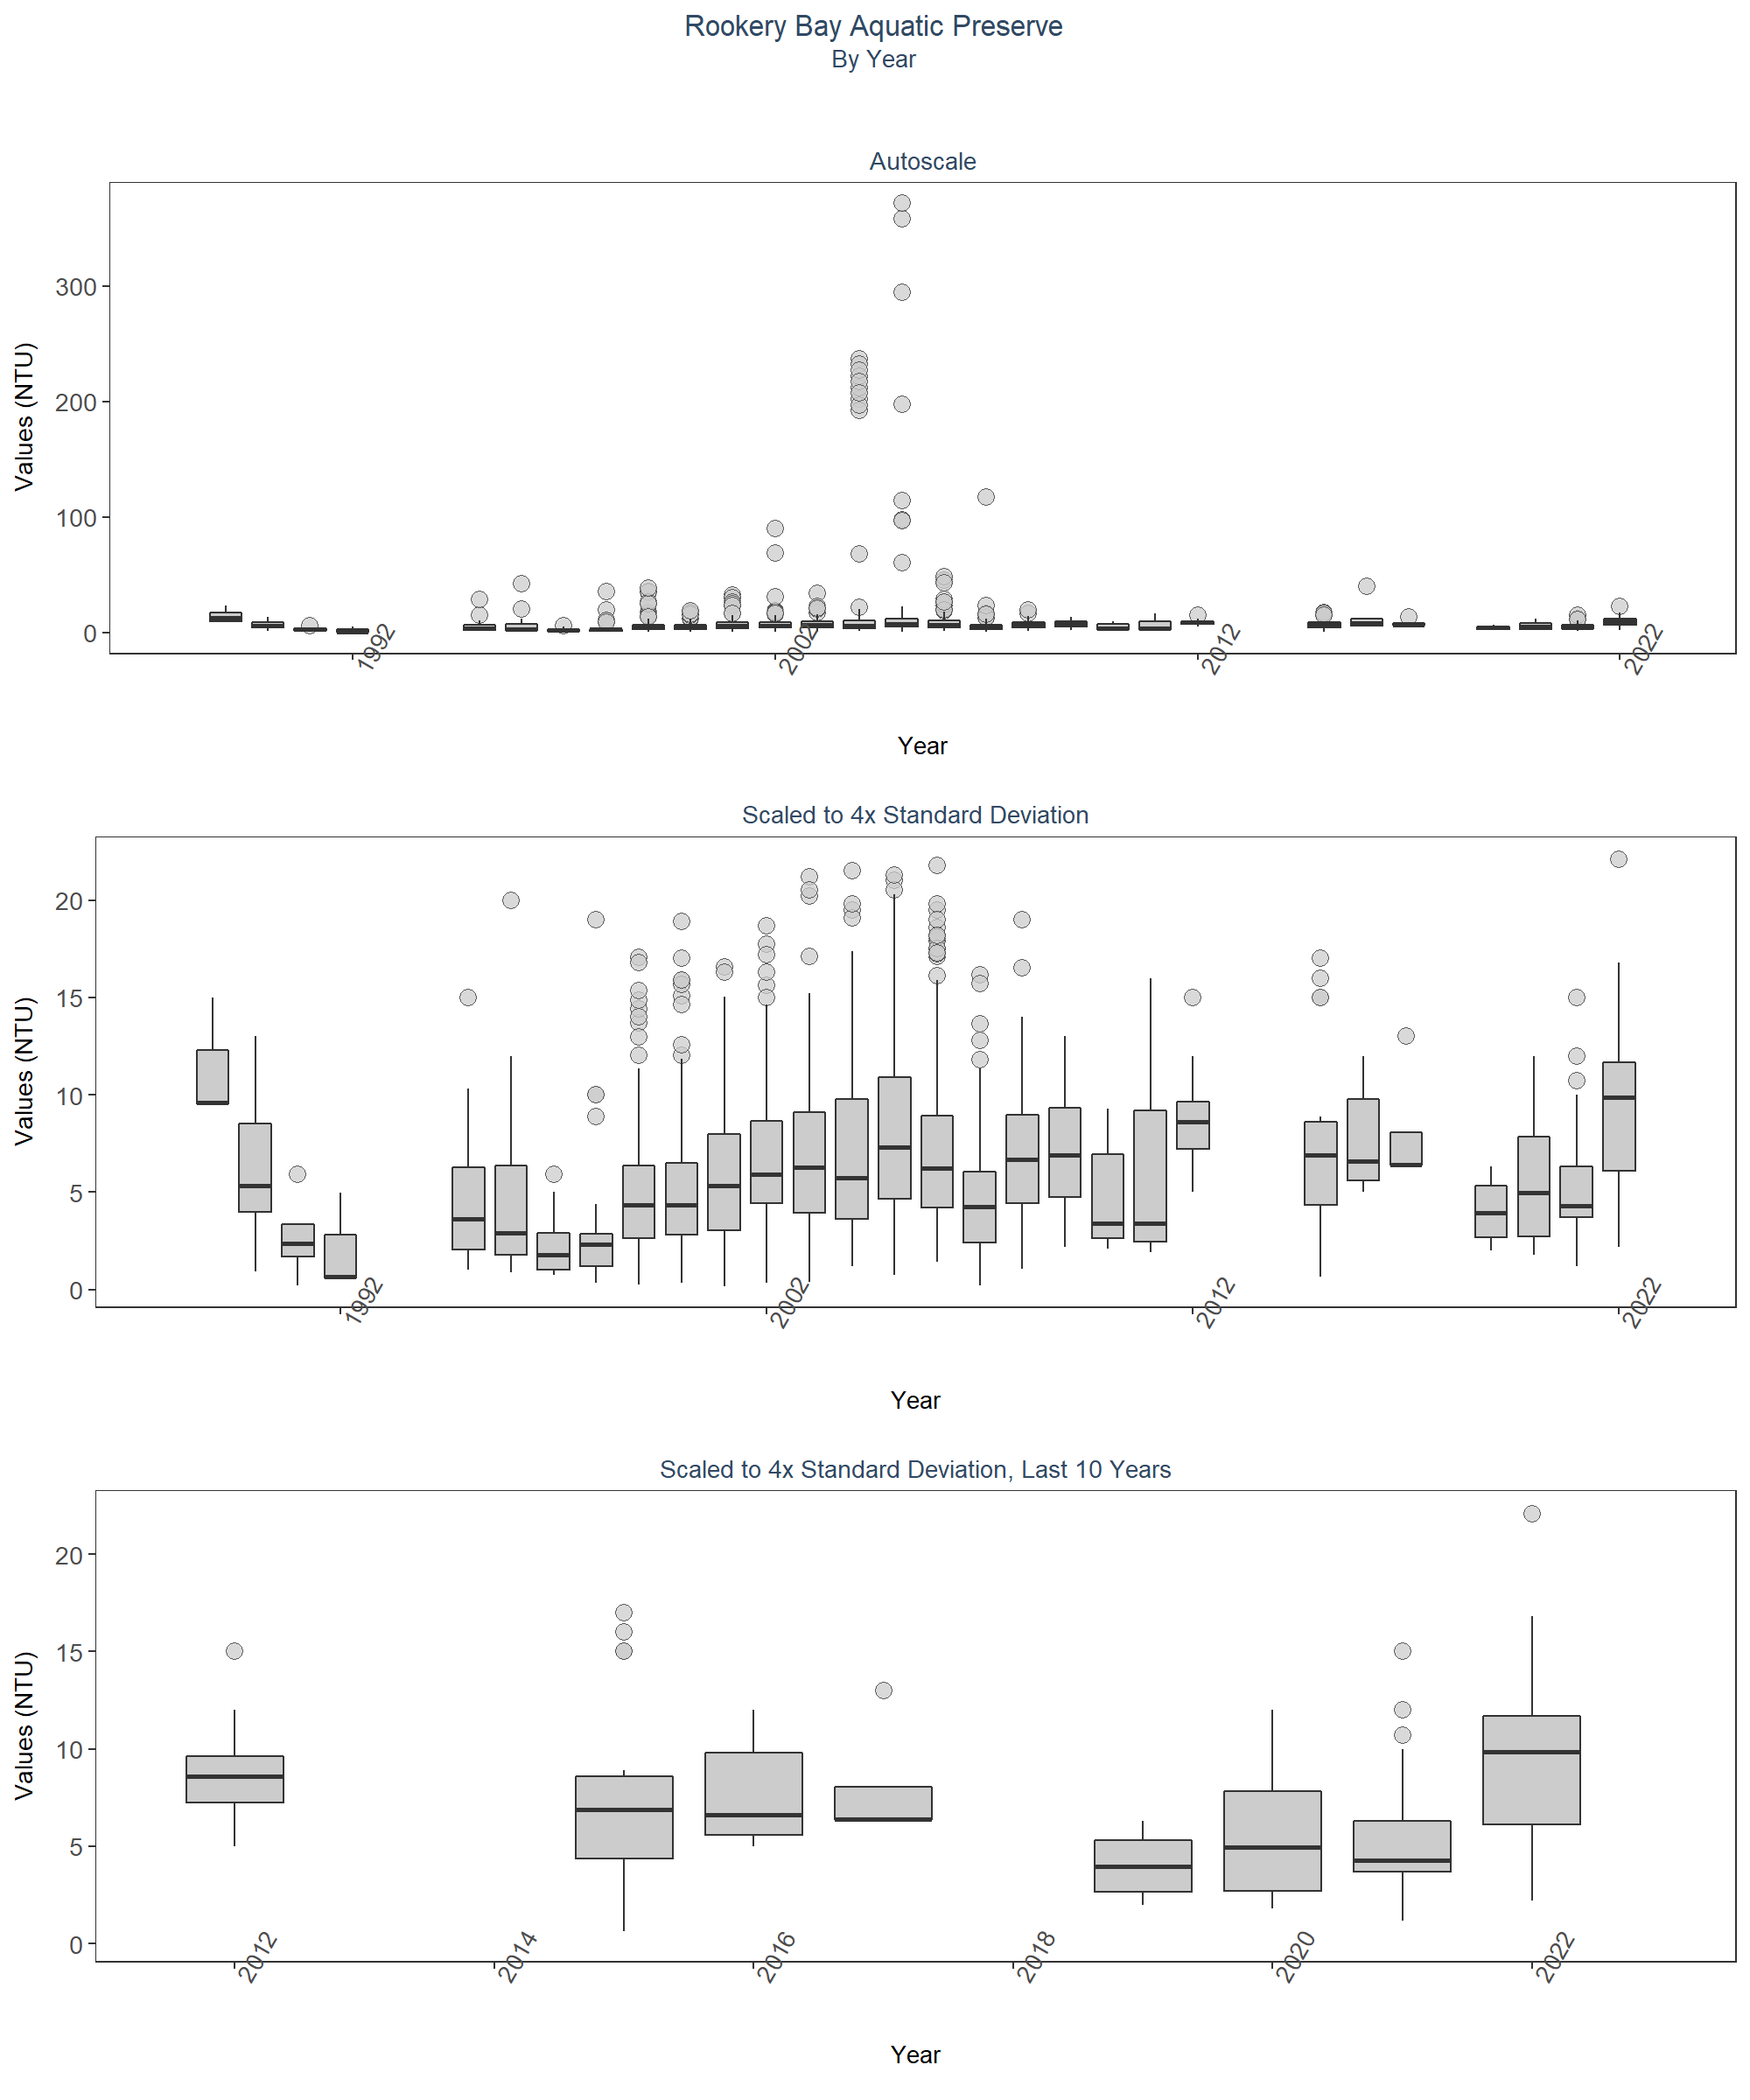 Rookery Bay Aquatic Preserve
By Year
Autoscale
Values (NTU)
300
200
100
0
1992
2002
2012
2022
Year
Scaled to 4x Standard Deviation
Values (NTU)
20
15
10
5
0
1992
2002
2012
2022
Year
Scaled to 4x Standard Deviation, Last 10 Years
Values (NTU)
20
15
10
5
0
2012
2014
2016
2018
2020
2022
Year